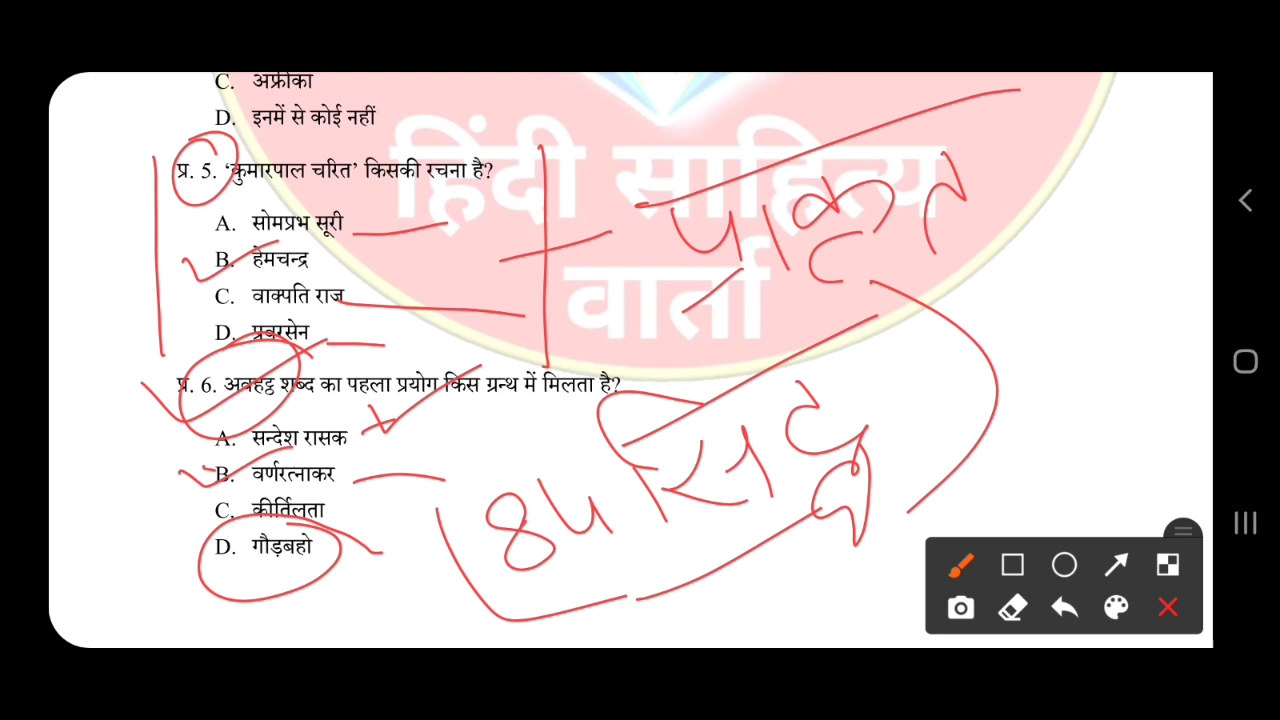 C. अफ्रीका
D. इनमें से कोई नहीं
हिंदी साहित्य
वार्ता
प्र. 5. ‘कुमारपाल चरित’ किसकी रचना है?
A. सोमप्रभ सूरी
B. हेमचन्द्र
C. वाक्पति राज
D. प्रवरसेन
प्राकृत
प्र. 6. अवहट्ठ शब्द का पहला प्रयोग किस ग्रन्थ में मिलता है?
A. सन्देश रासक
B. वर्णरत्नाकर
C. कीर्तिलता
D. गौड़बहो
84 सिद्ध